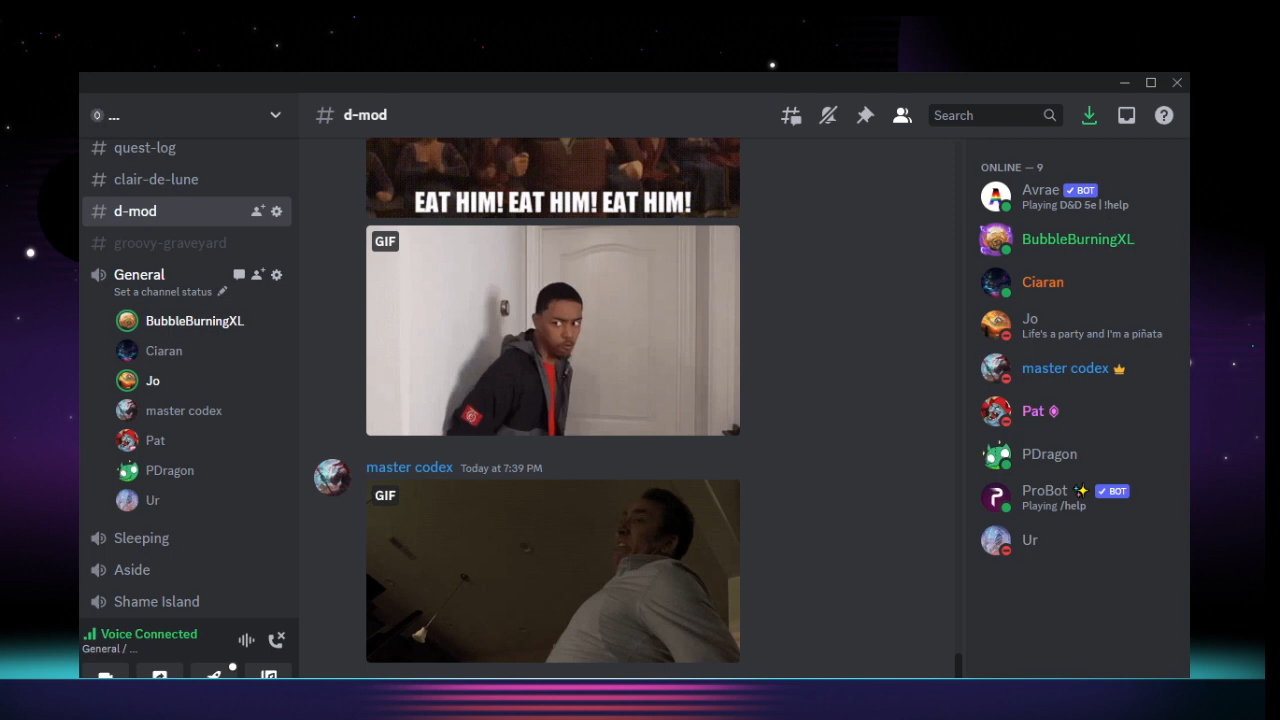 ...
# d-mod
Search
# quest-log
# clair-de-lune
# d-mod
# groovy-graveyard
General
Set a channel status
BubbleBurningXL
Ciaran
Jo
master codex
Pat
PDragon
Ur
Sleeping
Aside
Shame Island
Voice Connected
General / ...
EAT HIM! EAT HIM! EAT HIM!
GIF
master codex Today at 7:39 PM
GIF
ONLINE — 9
Avrae ✓ BOT
Playing D&D 5e | !help
BubbleBurningXL
Ciaran
Jo
Life's a party and I'm a piñata
master codex
Pat
PDragon
ProBot ✨ ✓ BOT
Playing /help
Ur